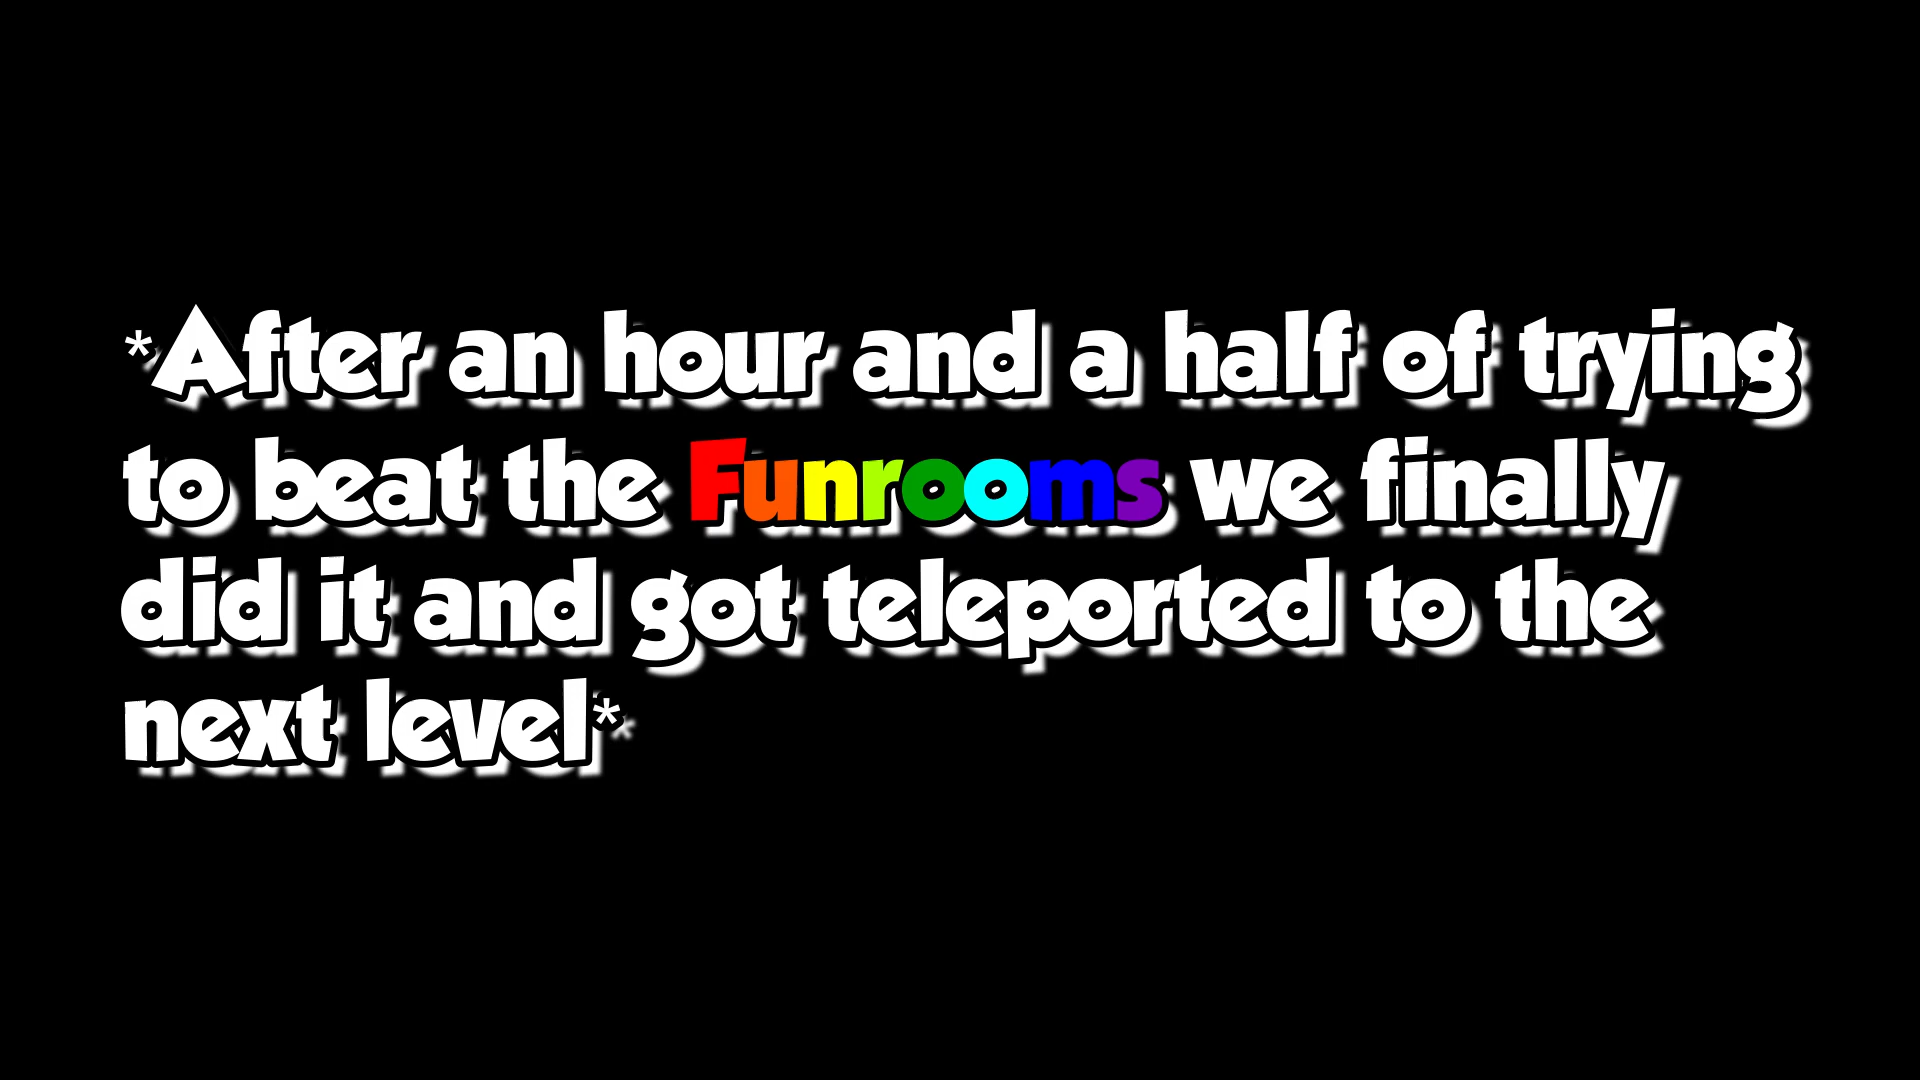 *After an hour and a half of trying
to beat the Funrooms we finally
did it and got teleported to the
next level*